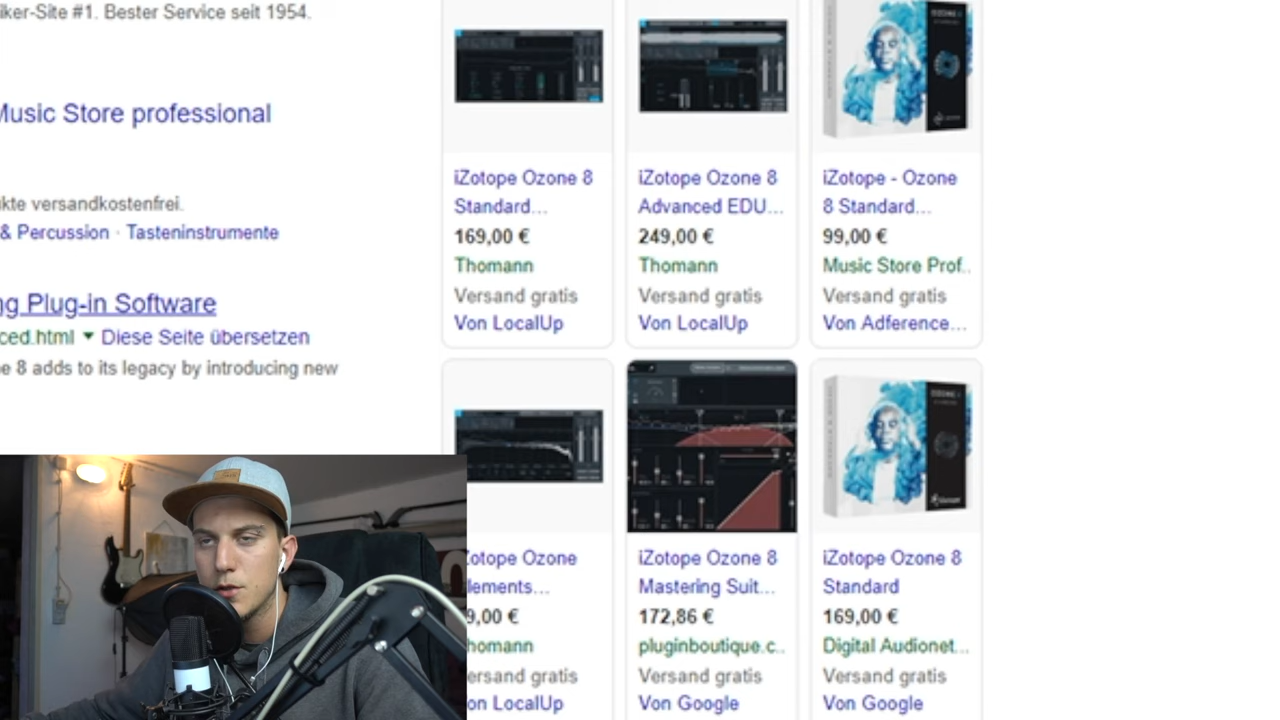 iker-Site #1. Bester Service seit 1954.
Music Store professional
kte versandkostenfrei.
& Percussion · Tasteninstrumente
ng Plug-in Software
ced.html ▼ Diese Seite übersetzen
e 8 adds to its legacy by introducing new
iZotope Ozone 8
Standard...
169,00 €
Thomann
Versand gratis
Von LocalUp
iZotope Ozone 8
Advanced EDU...
249,00 €
Thomann
Versand gratis
Von LocalUp
iZotope - Ozone
8 Standard...
99,00 €
Music Store Prof..
Versand gratis
Von Adference...
Zotope Ozone
lements...
9,00 €
homann
ersand gratis
on LocalUp
iZotope Ozone 8
Mastering Suit...
172,86 €
pluginboutique.c..
Versand gratis
Von Google
iZotope Ozone 8
Standard
169,00 €
Digital Audionet...
Versand gratis
Von Google